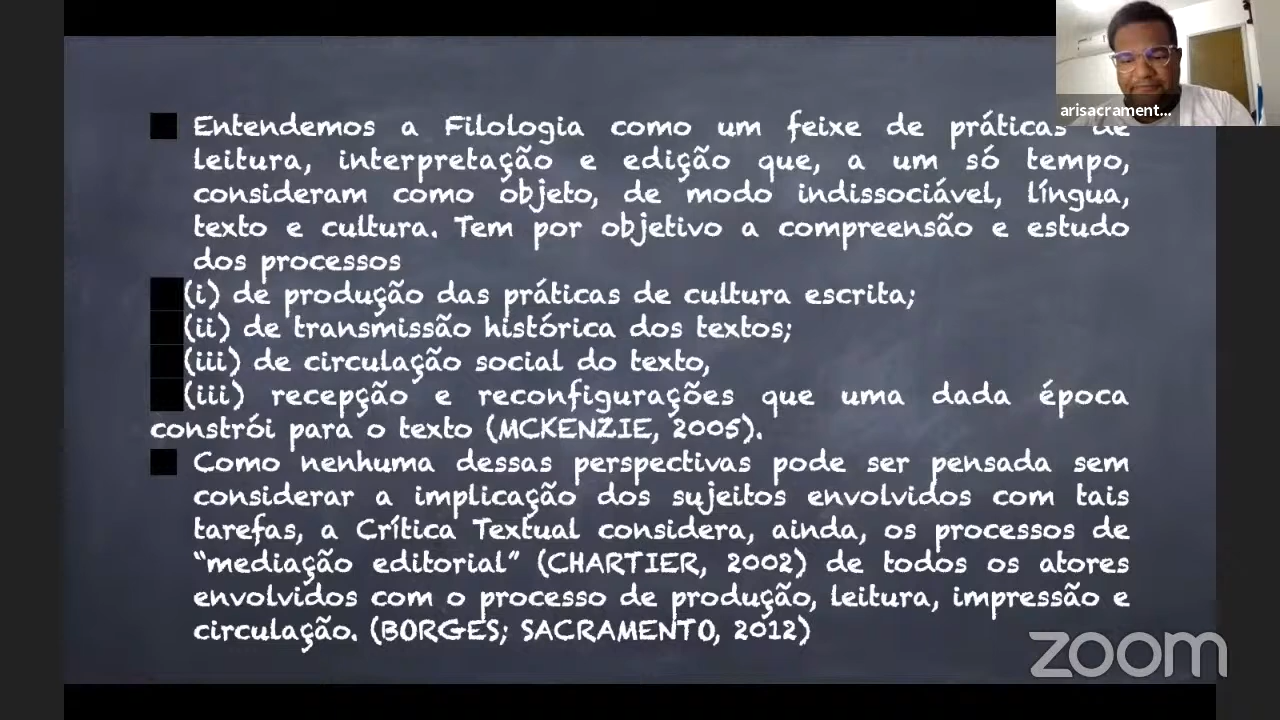 arisacrament...
Entendemos a Filologia como um feixe de práticas de
leitura, interpretação e edição que, a um só tempo,
consideram como objeto, de modo indissociável, língua,
texto e cultura. Tem por objetivo a compreensão e estudo
dos processos
(i) de produção das práticas de cultura escrita;
(ii) de transmissão histórica dos textos;
(iii) de circulação social do texto,
(iii) recepção e reconfigurações que uma dada época
constrói para o texto (MCKENZIE, 2005).
Como nenhuma dessas perspectivas pode ser pensada sem
considerar a implicação dos sujeitos envolvidos com tais
tarefas, a Crítica Textual considera, ainda, os processos de
“mediação editorial” (CHARTIER, 2002) de todos os atores
envolvidos com o processo de produção, leitura, impressão e
circulação. (BORGES; SACRAMENTO, 2012)
zoom